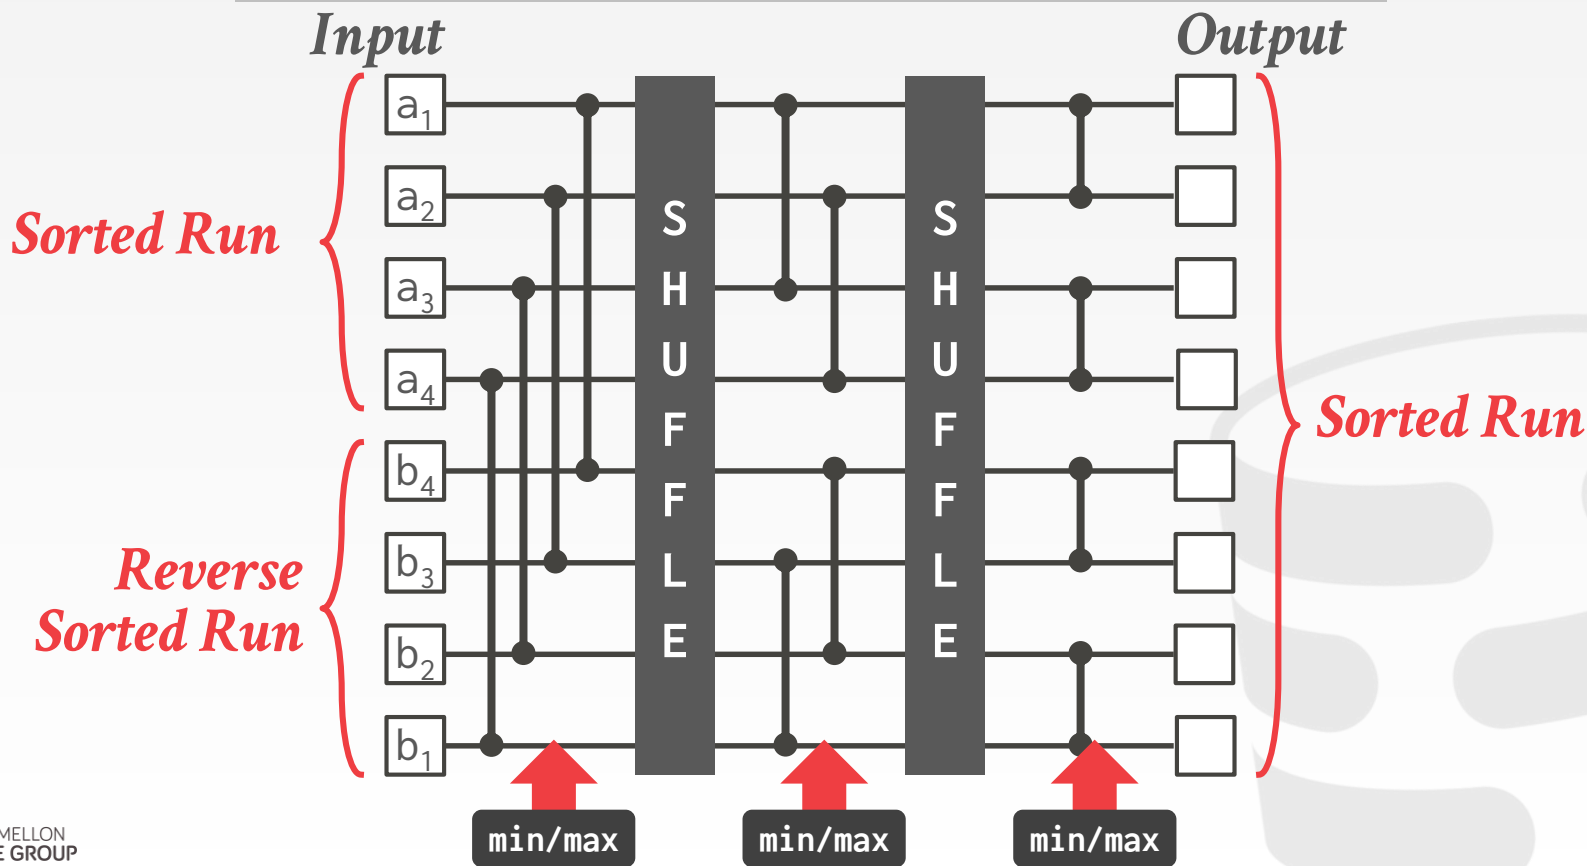 Input
Output
Sorted Run
Reverse
Sorted Run
a1
a2
a3
a4
b4
b3
b2
b1
SHUFFLE
SHUFFLE
Sorted Run
min/max
min/max
min/max
MELLON
E GROUP